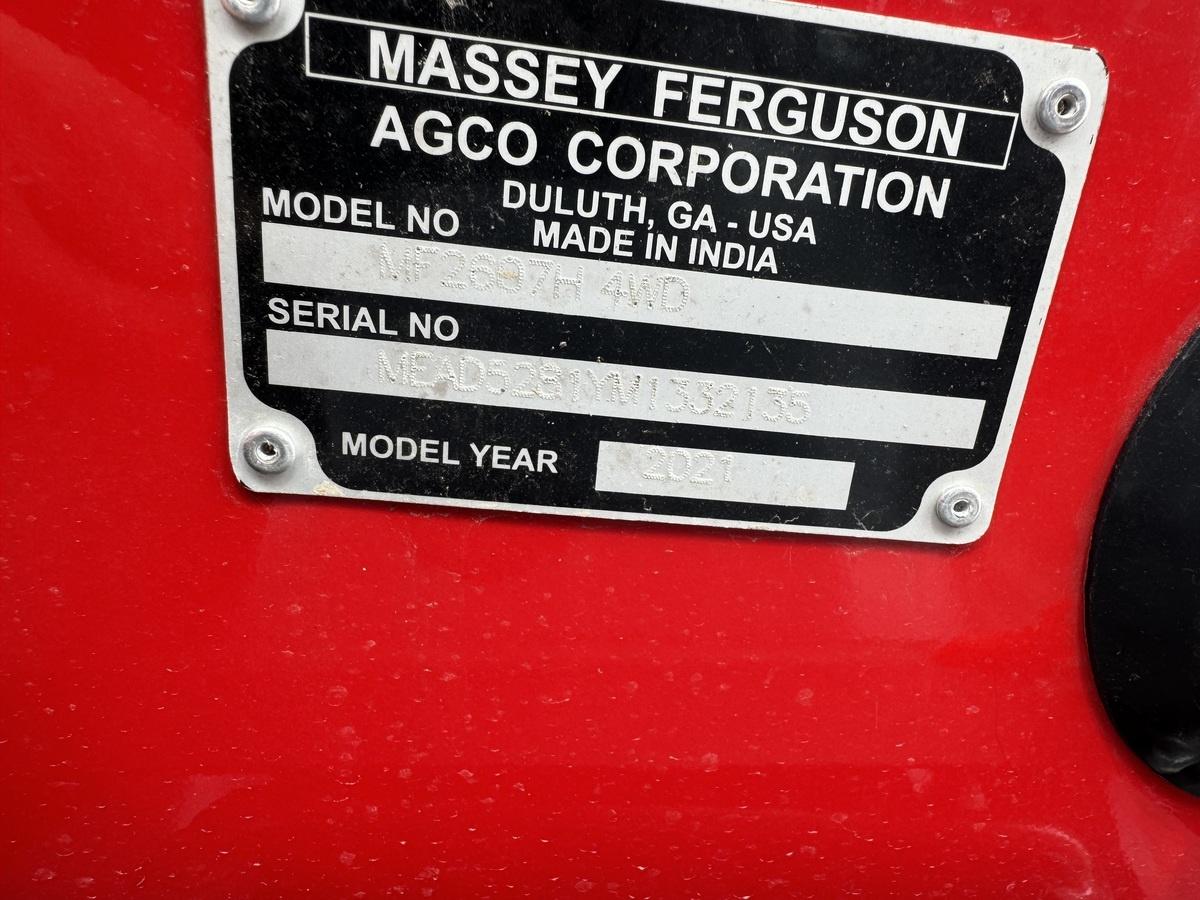 MASSEY FERGUSON
AGCO CORPORATION
DULUTH, GA - USA
MODEL NO MADE IN INDIA
MF2607H 4WD
SERIAL NO
MEAD5281YM1332135
MODEL YEAR 2021